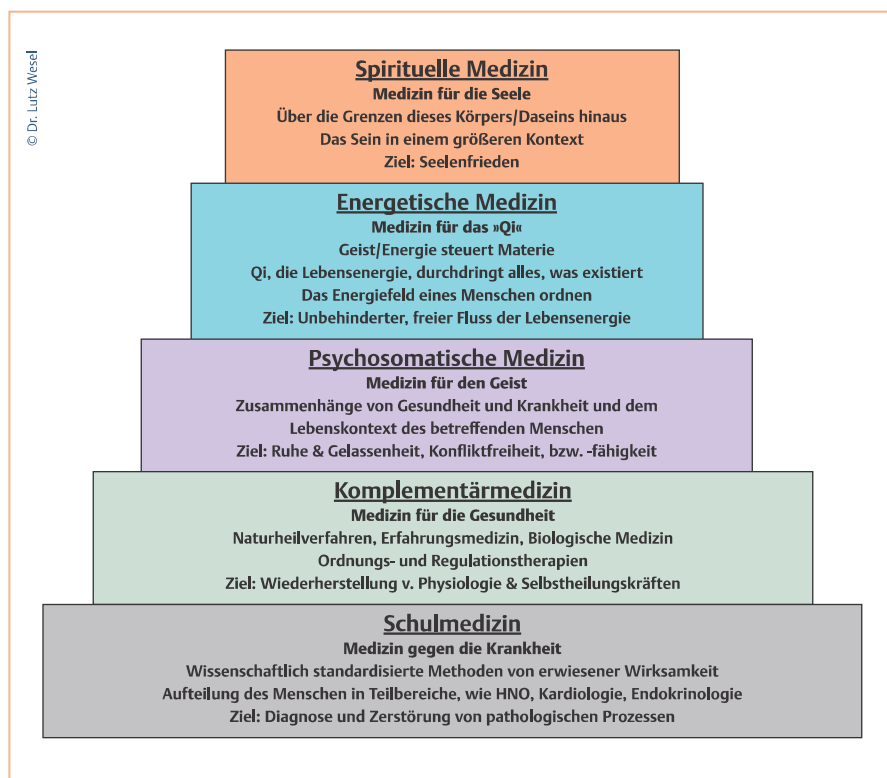 © Dr. Lutz Wesel
Spirituelle Medizin
Medizin für die Seele
Über die Grenzen dieses Körpers/Daseins hinaus
Das Sein in einem größeren Kontext
Ziel: Seelenfrieden
Energetische Medizin
Medizin für das »Qi«
Geist/Energie steuert Materie
Qi, die Lebensenergie, durchdringt alles, was existiert
Das Energiefeld eines Menschen ordnen
Ziel: Unbehinderter, freier Fluss der Lebensenergie
Psychosomatische Medizin
Medizin für den Geist
Zusammenhänge von Gesundheit und Krankheit und dem
Lebenskontext des betreffenden Menschen
Ziel: Ruhe & Gelassenheit, Konfliktfreiheit, bzw. -fähigkeit
Komplementärmedizin
Medizin für die Gesundheit
Naturheilverfahren, Erfahrungsmedizin, Biologische Medizin
Ordnungs- und Regulationstherapien
Ziel: Wiederherstellung v. Physiologie & Selbstheilungskräften
Schulmedizin
Medizin gegen die Krankheit
Wissenschaftlich standardisierte Methoden von erwiesener Wirksamkeit
Aufteilung des Menschen in Teilbereiche, wie HNO, Kardiologie, Endokrinologie
Ziel: Diagnose und Zerstörung von pathologischen Prozessen